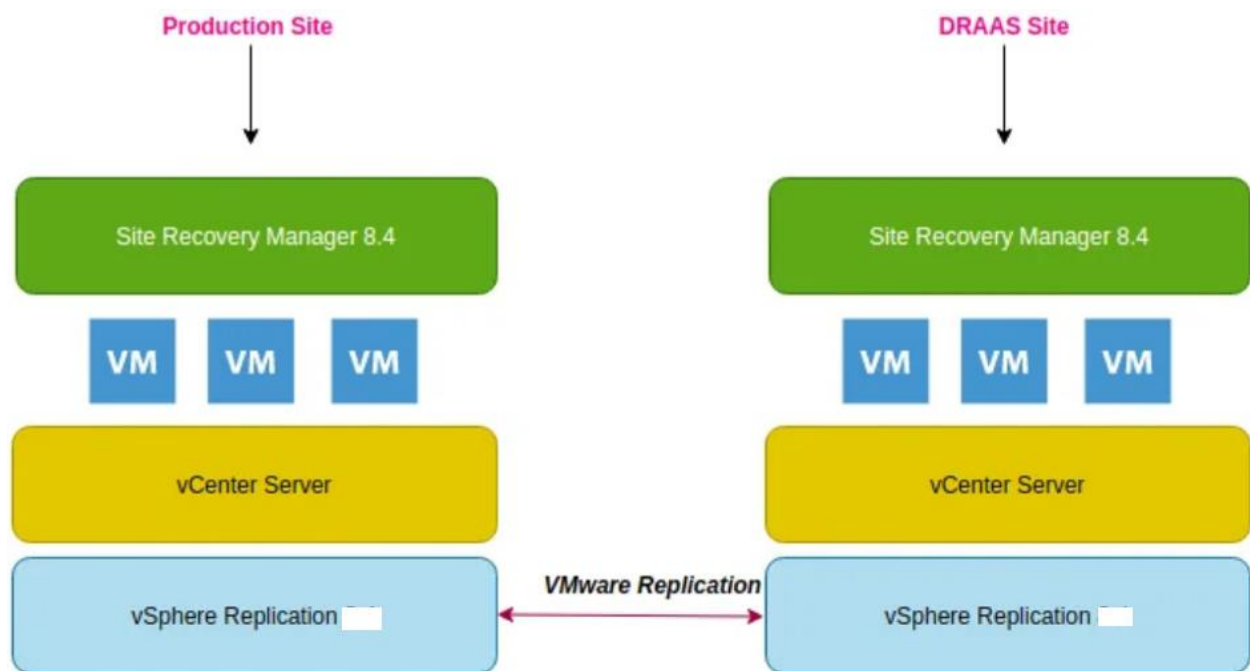 Production Site
DRAAS Site
Site Recovery Manager 8.4
Site Recovery Manager 8.4
VM
VM
VM
VM
VM
VM
vCenter Server
vCenter Server
VMware Replication
vSphere Replication
vSphere Replication